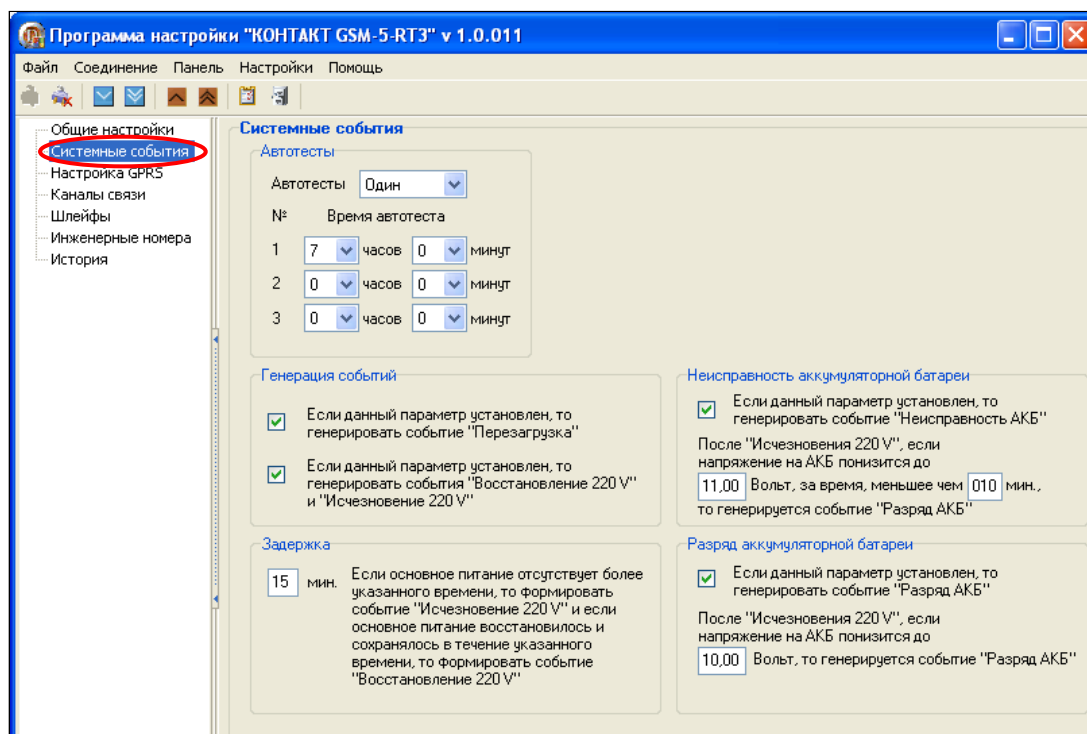 Программа настройки "КОНТАКТ GSM-5-RT3" v 1.0.011
Файл Соединение Панель Настройки Помощь
Общие настройки
Системные события
Настройка GPRS
Каналы связи
Шлейфы
Инженерные номера
История
Системные события
Автотесты
Автотесты Один
№ Время автотеста
1 7 часов 0 минут
2 0 часов 0 минут
3 0 часов 0 минут
Генерация событий
Если данный параметр установлен, то
генерировать событие "Перезагрузка"
Если данный параметр установлен, то
генерировать события "Восстановление 220 V"
и "Исчезновение 220 V"
Неисправность аккумуляторной батареи
Если данный параметр установлен, то
генерировать событие "Неисправность АКБ"
После "Исчезновения 220 V", если
напряжение на АКБ понизится до
11,00 Вольт, за время, меньшее чем 010 мин.,
то генерируется событие "Разряд АКБ"
Задержка
15 мин. Если основное питание отсутствует более
указанного времени, то формировать
событие "Исчезновение 220 V" и если
основное питание восстановилось и
сохранялось в течение указанного
времени, то формировать событие
"Восстановление 220 V"
Разряд аккумуляторной батареи
Если данный параметр установлен, то
генерировать событие "Разряд АКБ"
После "Исчезновения 220 V", если
напряжение на АКБ понизится до
10,00 Вольт, то генерируется событие "Разряд АКБ"